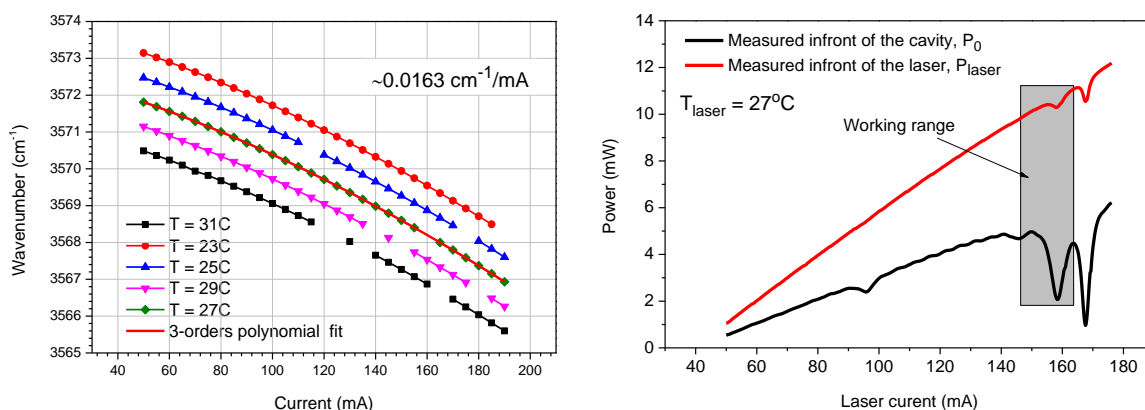 3574
3573
3572
3571
3570
3569
3568
3567
3566
3565
Wavenumber (cm-1)
~0.0163 cm-1/mA
T = 31C
T = 23C
T = 25C
T = 29C
T = 27C
3-orders polynomial fit
40 60 80 100 120 140 160 180 200
Current (mA)
14
12
10
8
6
4
2
0
Power (mW)
Measured infront of the cavity, P0
Measured infront of the laser, Plaser
Tlaser = 27oC
Working range
40 60 80 100 120 140 160 180
Laser curent (mA)